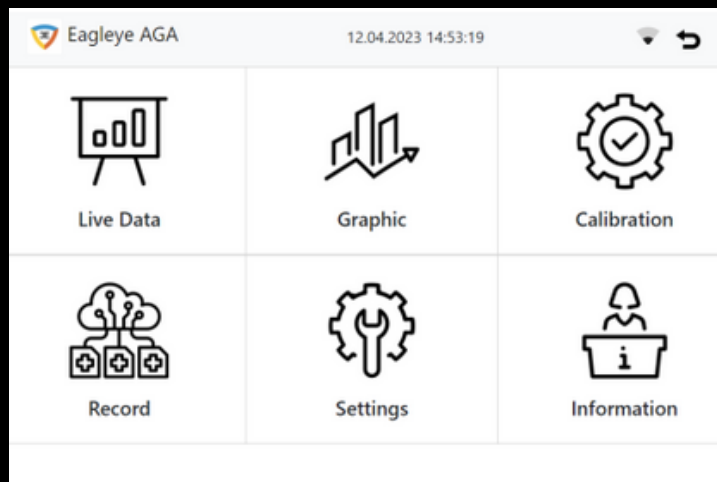 Eagleye AGA 12.04.2023 14:53:19
Live Data Graphic Calibration
i
Record Settings Information